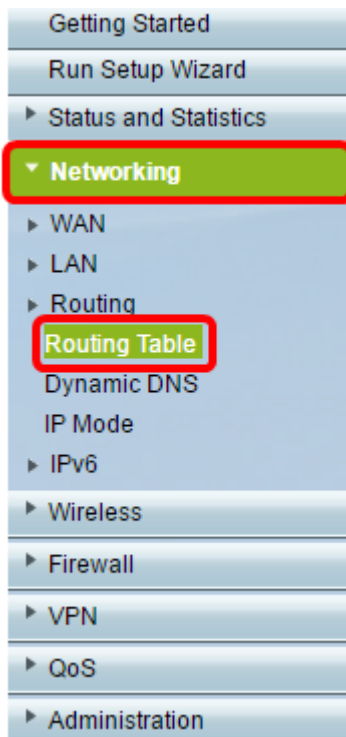 Getting Started
Run Setup Wizard
Status and Statistics
Networking
WAN
LAN
Routing
Routing Table
Dynamic DNS
IP Mode
IPv6
Wireless
Firewall
VPN
QoS
Administration